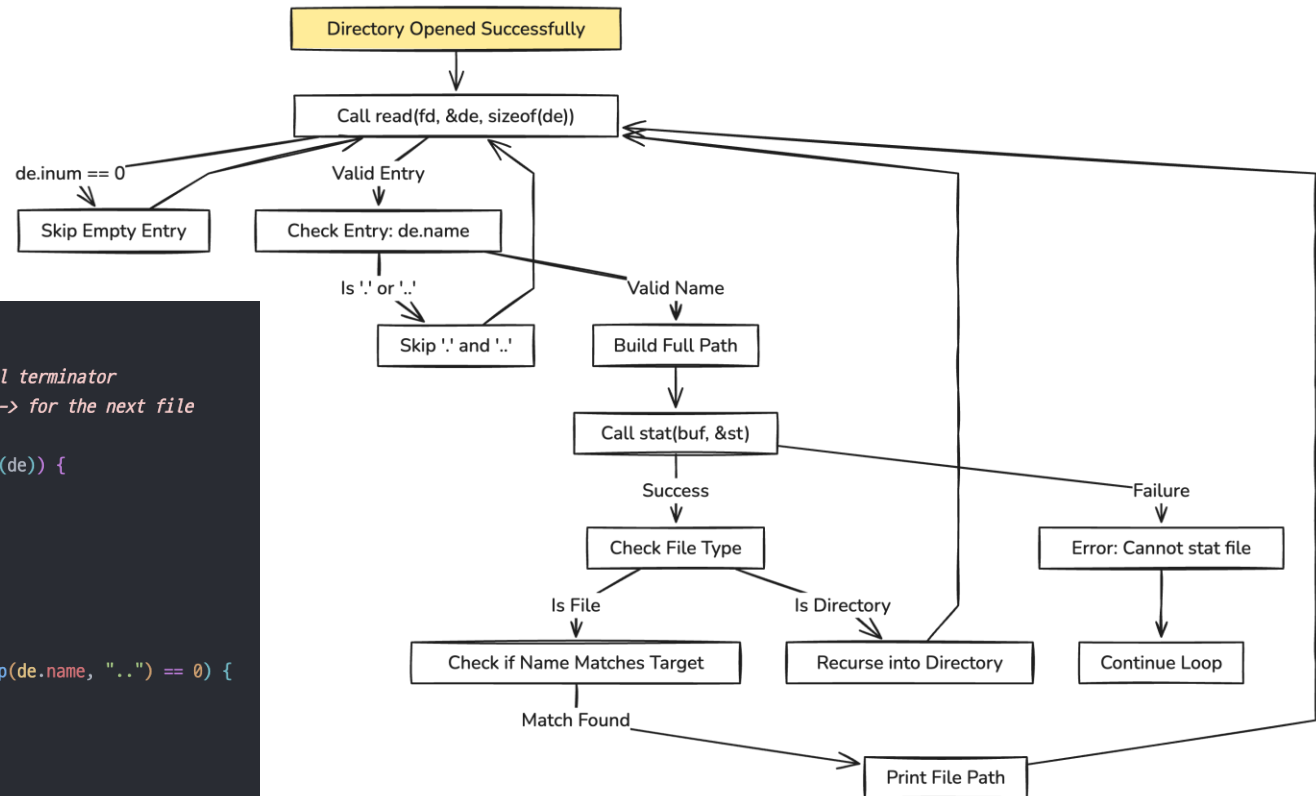 Directory Opened Successfully
Call read(fd, &de, sizeof(de))
de.inum == 0
Valid Entry
Skip Empty Entry
Check Entry: de.name
Is '.' or '..'
Valid Name
Skip '.' and '..'
Build Full Path
Call stat(buf, &st)
Success
Failure
Check File Type
Error: Cannot stat file
Is File
Is Directory
Check if Name Matches Target
Recurse into Directory
Continue Loop
Match Found
Print File Path
l terminator
-> for the next file
(de)) {
p(de.name, "..") == 0) {